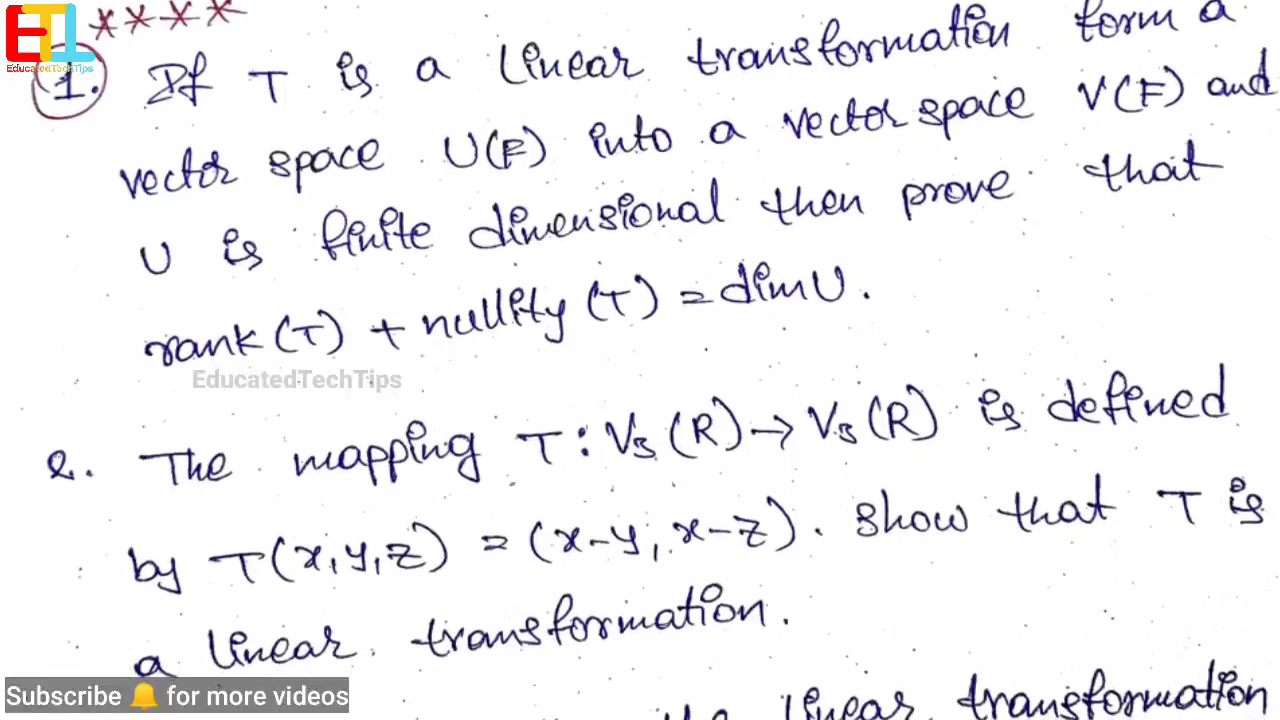 ETL
EducatedTechTips
****
1. If T is a linear transformation form a
vector space U(F) into a vector space V(F) and
U is finite dimensional then prove that
rank(T) + nullity (T) = dim U.
EducatedTechTips
2. The mapping T : V₃(R) → V₃(R) is defined
by T(x,y,z) = (x-y, x-z). show that T is
a linear transformation.
Subscribe 🔔 for more videos
the linear transformation